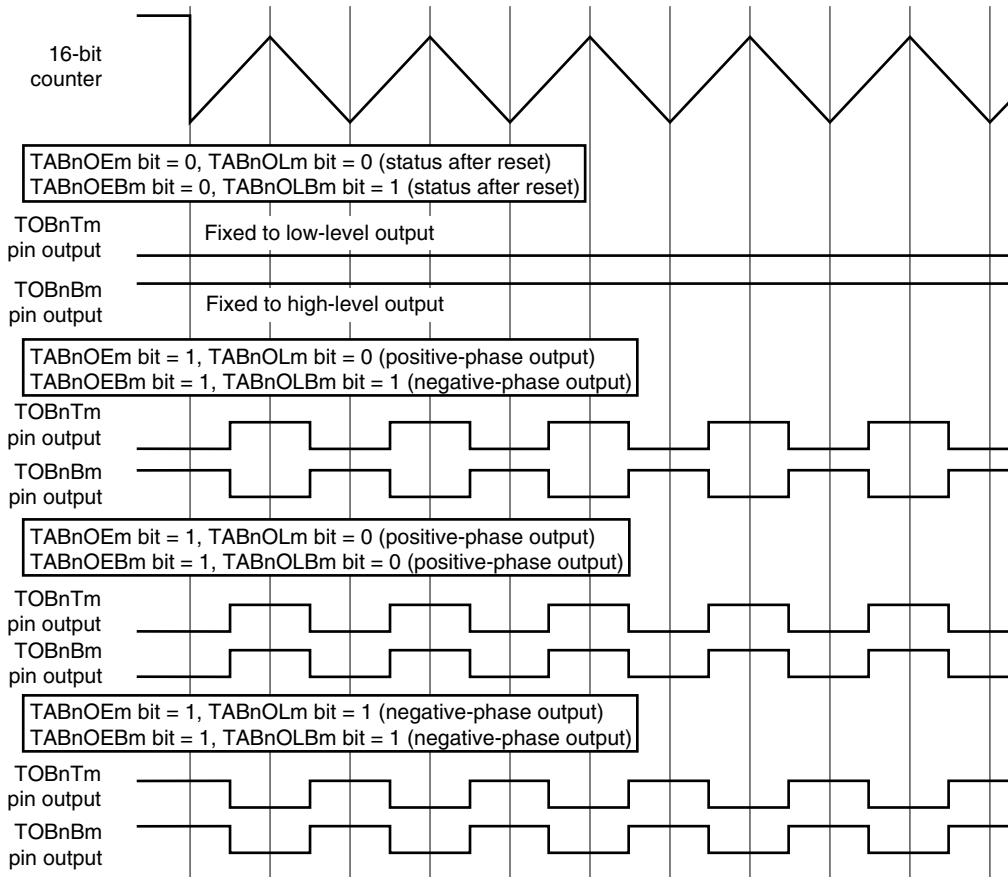 16-bit
counter
TABnOEm bit = 0, TABnOLm bit = 0 (status after reset)
TABnOEBm bit = 0, TABnOLBm bit = 1 (status after reset)
TOBnTm
pin output
Fixed to low-level output
TOBnBm
pin output
Fixed to high-level output
TABnOEm bit = 1, TABnOLm bit = 0 (positive-phase output)
TABnOEBm bit = 1, TABnOLBm bit = 1 (negative-phase output)
TOBnTm
pin output
TOBnBm
pin output
TABnOEm bit = 1, TABnOLm bit = 0 (positive-phase output)
TABnOEBm bit = 1, TABnOLBm bit = 0 (positive-phase output)
TOBnTm
pin output
TOBnBm
pin output
TABnOEm bit = 1, TABnOLm bit = 1 (negative-phase output)
TABnOEBm bit = 1, TABnOLBm bit = 1 (negative-phase output)
TOBnTm
pin output
TOBnBm
pin output